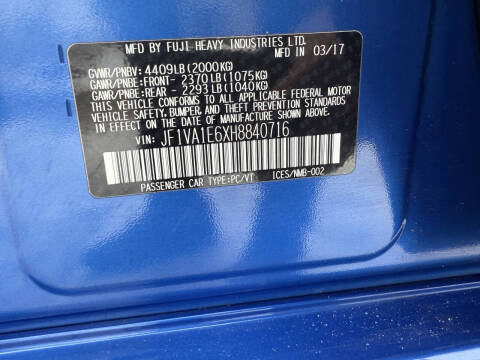 MFD BY FUJI HEAVY INDUSTRIES LTD.
IN 03/17
GVWR/PNBV: 4409LB(2000KG)
GAWR/PNBE:FRONT- 2370LB(1075KG)
GAWR/PNBE:REAR - 2293LB(1040KG)
THIS VEHICLE CONFORMS TO ALL APPLICABLE FEDERAL MOTOR
VEHICLE SAFETY,BUMPER,AND THEFT PREVENTION STANDARDS
IN EFFECT ON THE DATE OF MANUFACTURE SHOWN ABOVE.
VIN: JF1VA1E6XH8840716
PASSENGER CAR TYPE:PC/VT ICES/NMB-002